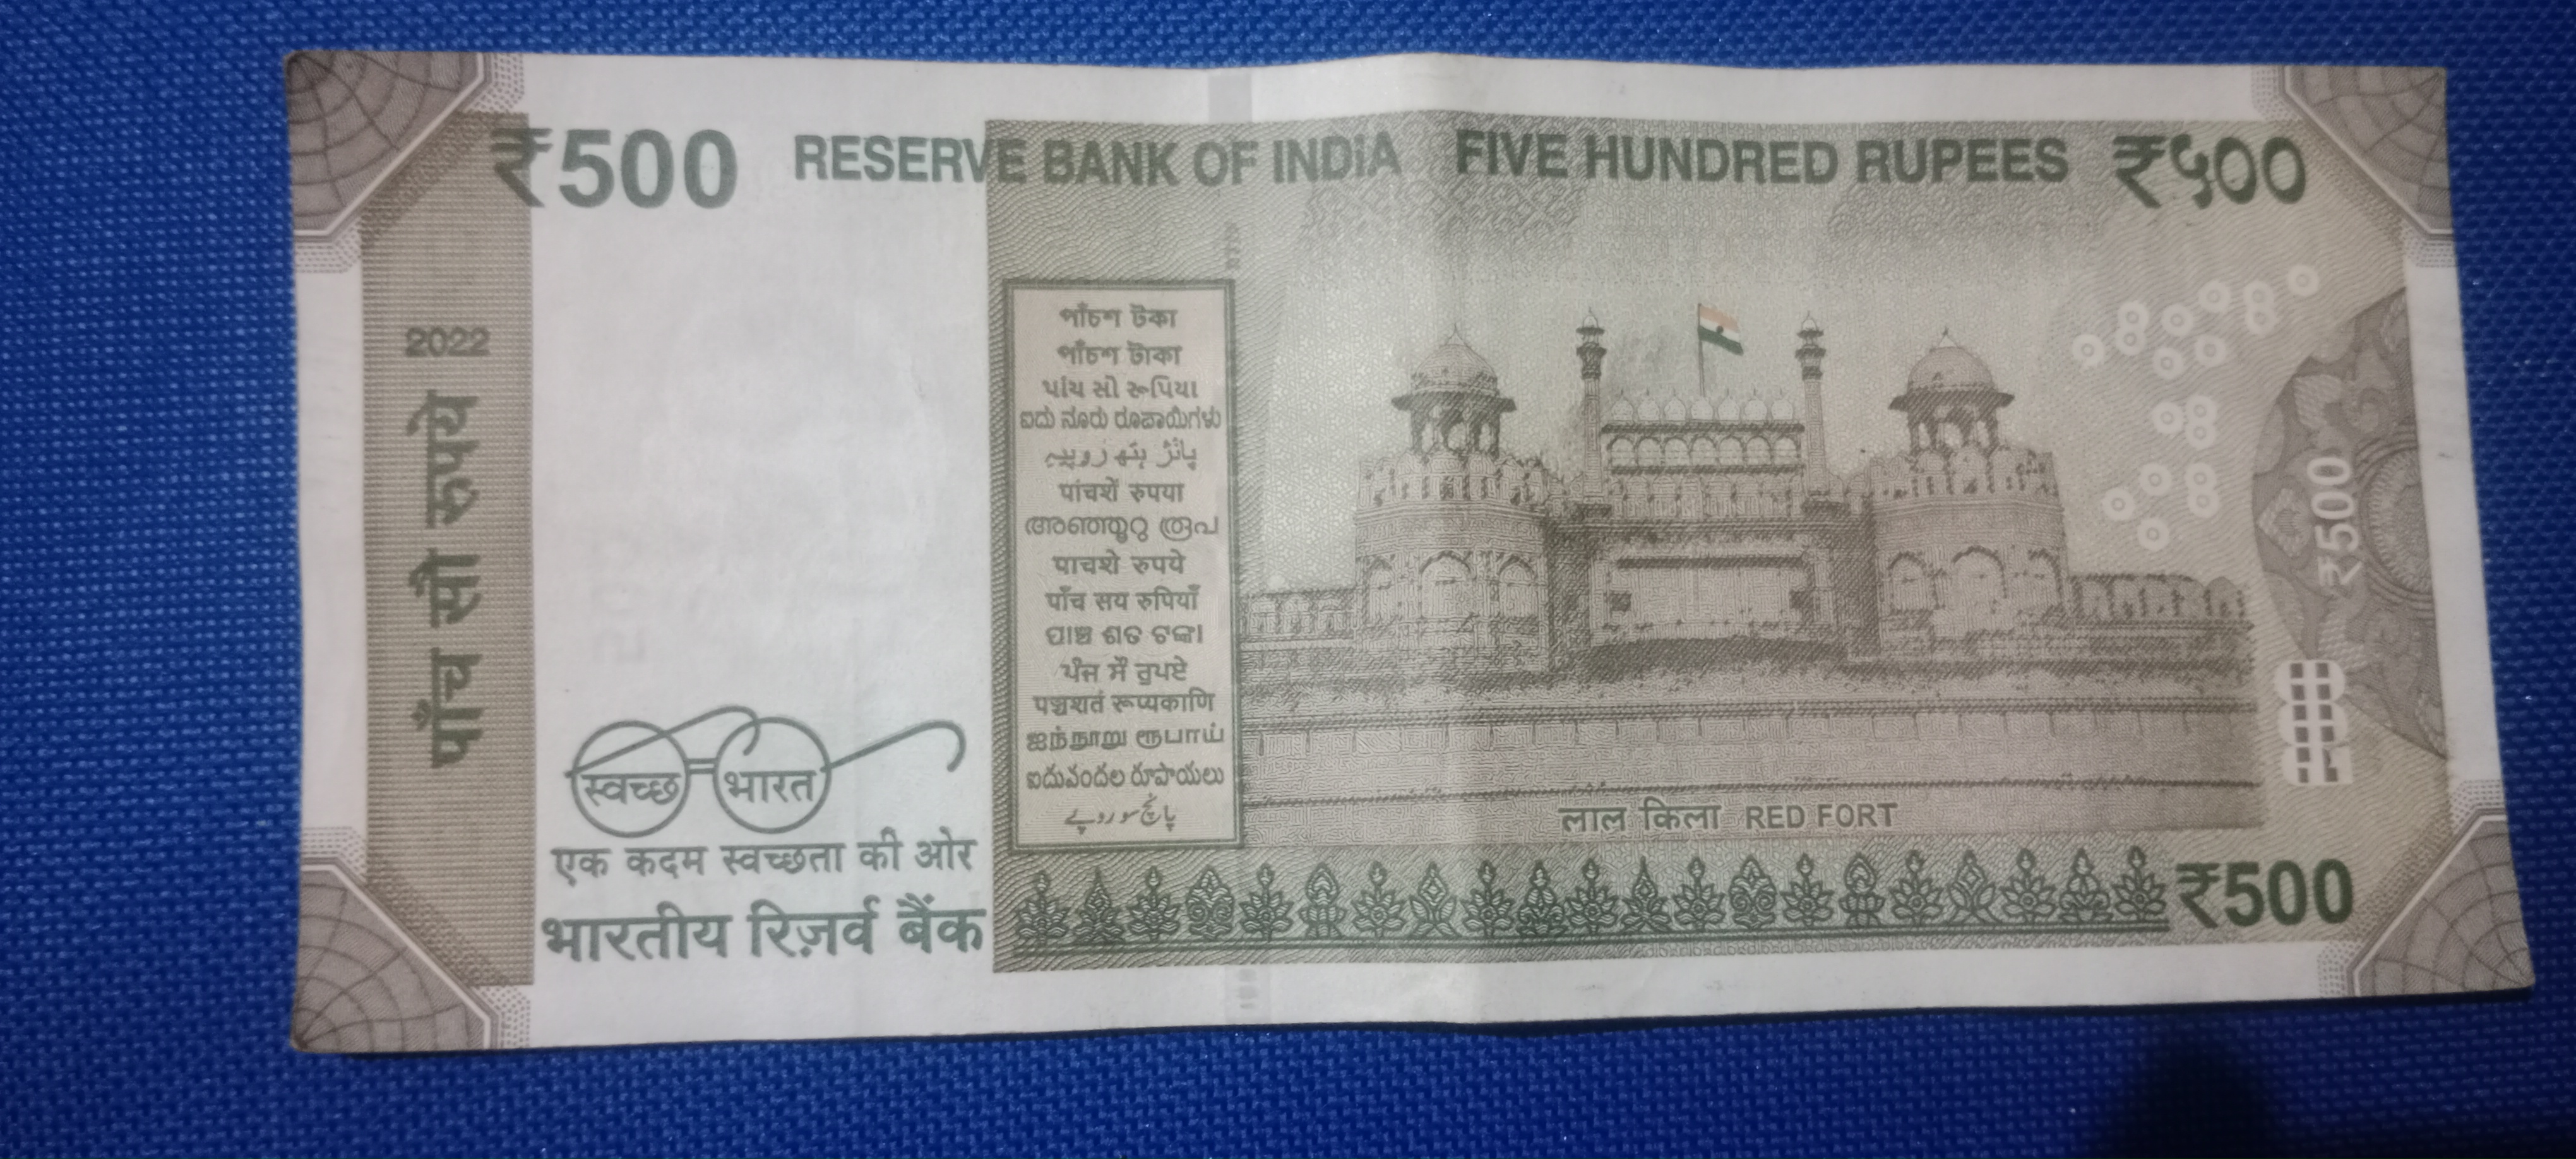 ₹500 RESERVE BANK OF INDIA FIVE HUNDRED RUPEES ₹५००
2022
पाँच सौ रुपये
পাঁচশ টকা
পাঁচশ টাকা
પાંચ સો રૂપિયા
ಐದು ನೂರು ರೂಪಾಯಿಗಳು
پانژ ہتھ روپیہ
पांचशें रुपया
അഞ്ഞൂറു രൂപ
पाचशे रुपये
पाँच सय रुपियाँ
ପାଞ୍ଚ ଶତ ଟଙ୍କା
ਪੰਜ ਸੌ ਰੁਪਏ
पञ्चशतं रूप्यकाणि
ஐந்நூறு ரூபாய்
ఐదువందల రూపాయలు
پانچ سو روپے
₹500
स्वच्छ भारत
एक कदम स्वच्छता की ओर
भारतीय रिज़र्व बैंक
लाल किला RED FORT
₹500